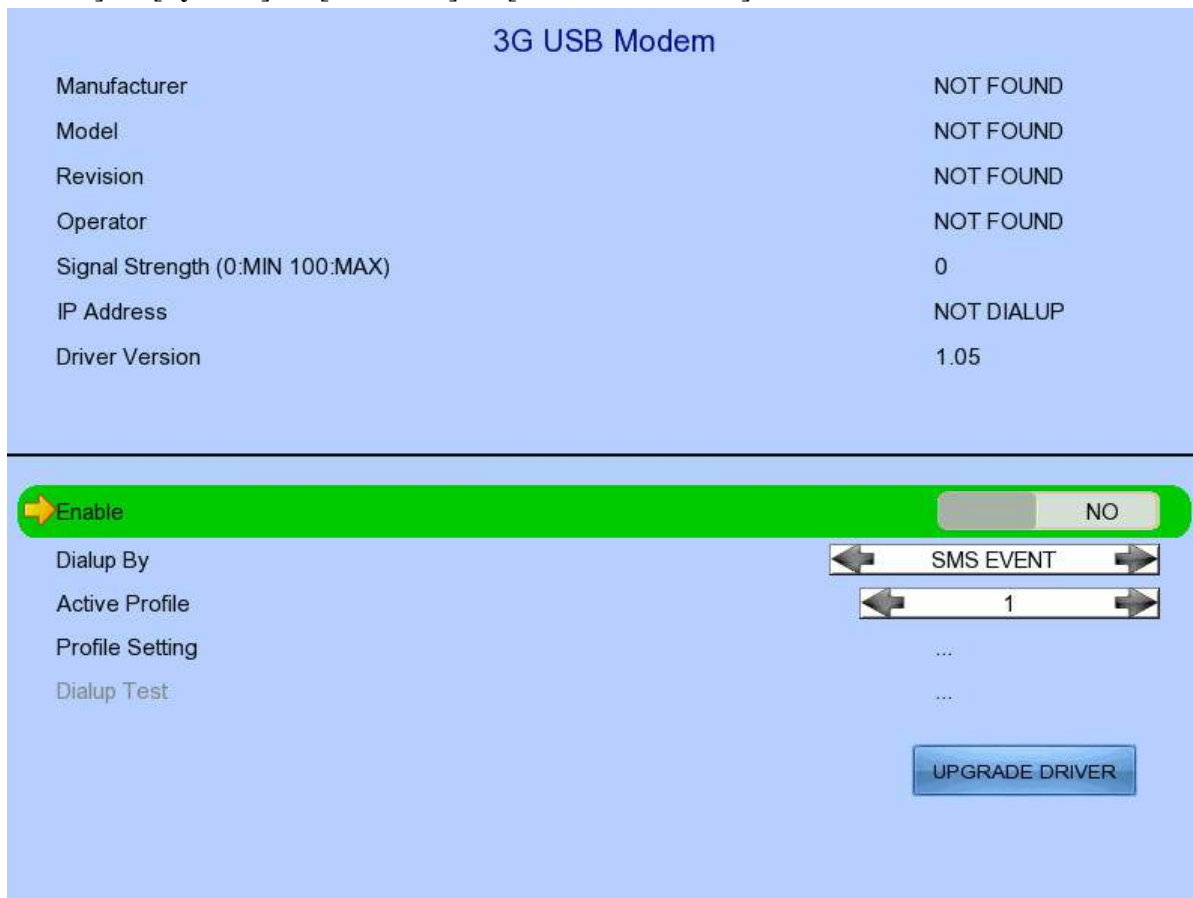 3G USB Modem
Manufacturer NOT FOUND
Model NOT FOUND
Revision NOT FOUND
Operator NOT FOUND
Signal Strength (0:MIN 100:MAX) 0
IP Address NOT DIALUP
Driver Version 1.05
Enable NO
Dialup By SMS EVENT
Active Profile 1
Profile Setting ...
Dialup Test ...
UPGRADE DRIVER